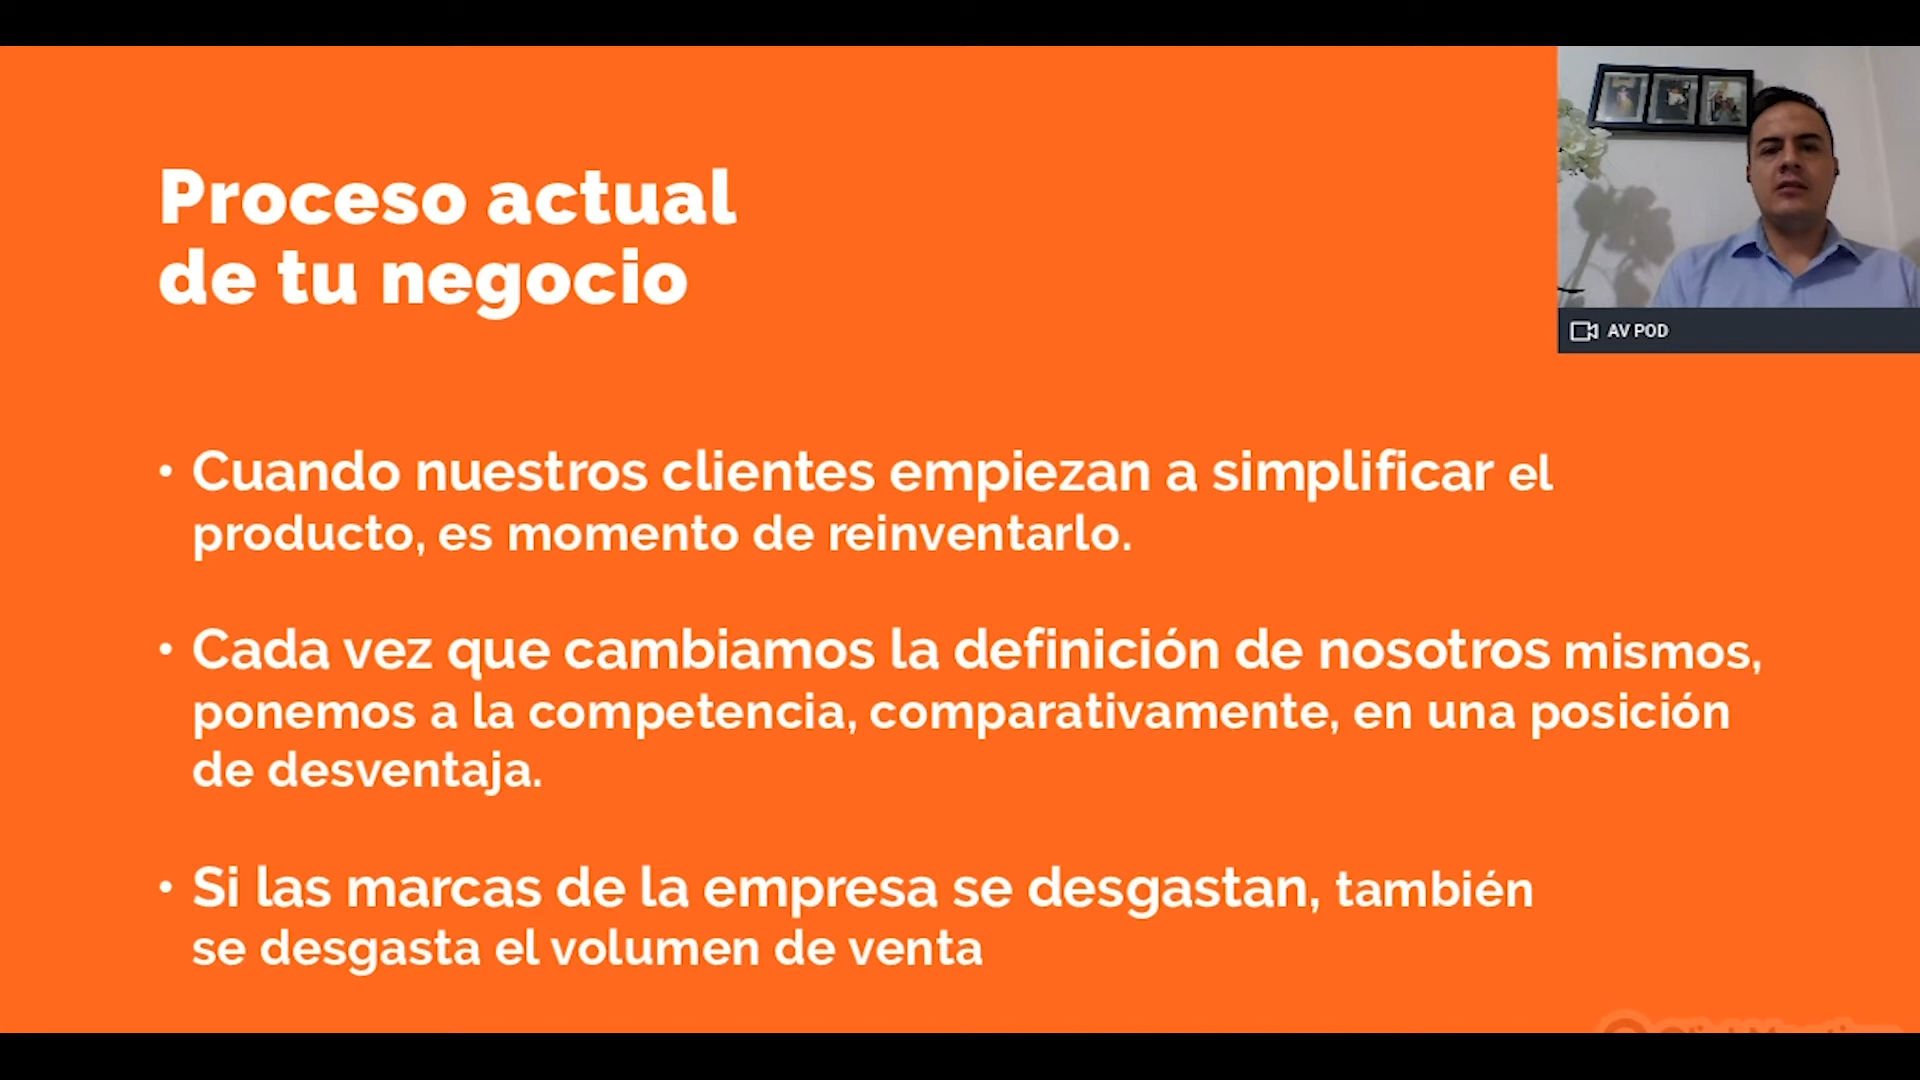 Proceso actual
de tu negocio
AV POD
• Cuando nuestros clientes empiezan a simplificar el
producto, es momento de reinventarlo.
• Cada vez que cambiamos la definición de nosotros mismos,
ponemos a la competencia, comparativamente, en una posición
de desventaja.
• Si las marcas de la empresa se desgastan, también
se desgasta el volumen de venta